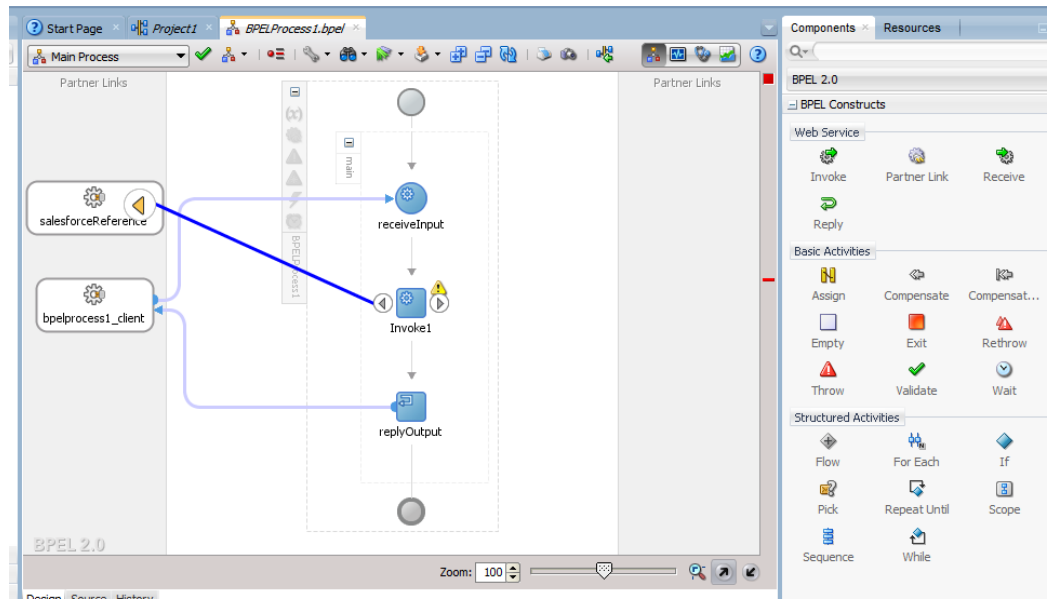 Start Page
Project1
BPELProcess1.bpel
Components
Resources
Main Process
BPEL 2.0
Partner Links
Partner Links
BPEL Constructs
Web Service
Invoke
Partner Link
Receive
Reply
Basic Activities
Assign
Compensate
Compensat...
Empty
Exit
Rethrow
Throw
Validate
Wait
Structured Activities
Flow
For Each
If
Pick
Repeat Until
Scope
Sequence
While
(x)
main
BPELProcess1
salesforceReference
receiveInput
bpelprocess1_client
Invoke1
replyOutput
BPEL 2.0
Zoom: 100
Design Source History